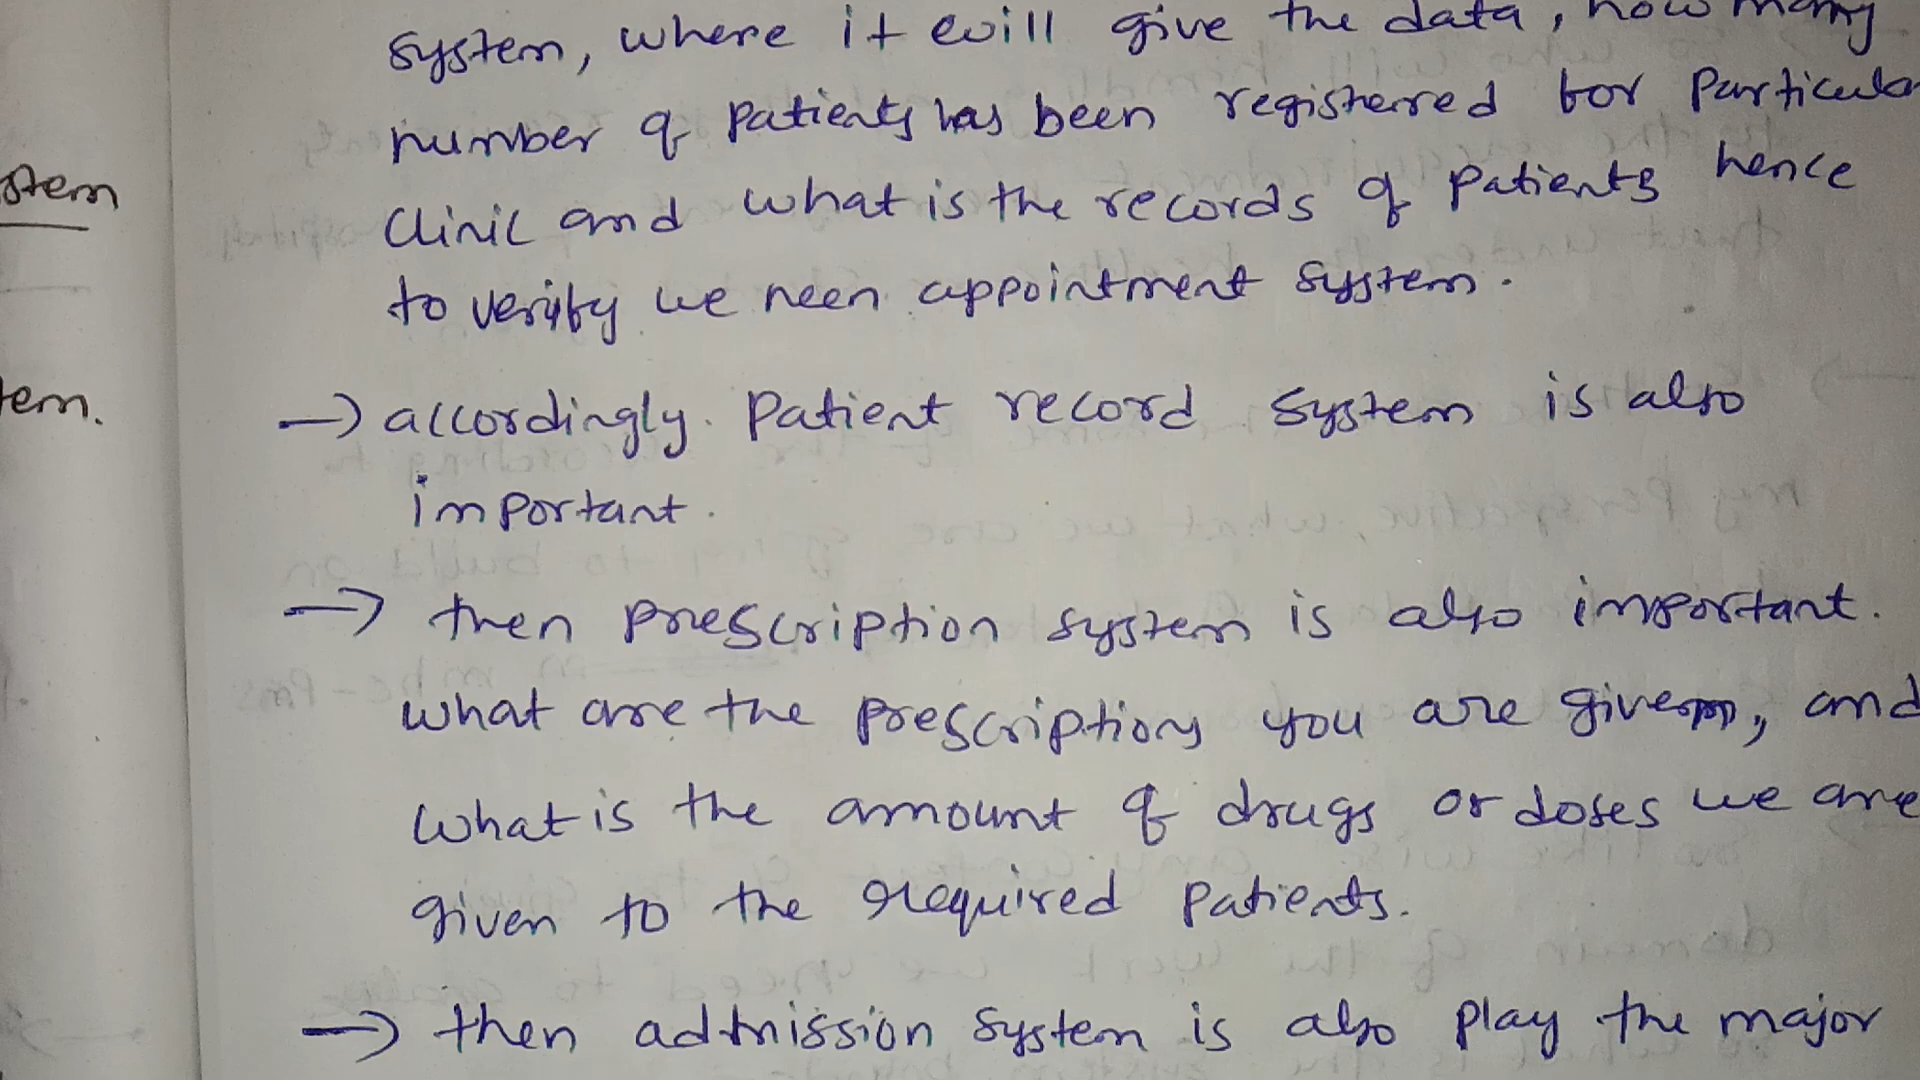 system, where it will give the data, how many
number of patients has been registerred for particular
stem
clinic and what is the records of patients hence
to verify we neen appointment system.
tem.
→ accordingly. Patient record system is also
important.
→ then prescription system is also important.
what are the prescriptions you are given, and
what is the amount of drugs or doses we are
given to the required patients.
→ then admission system is also play the major